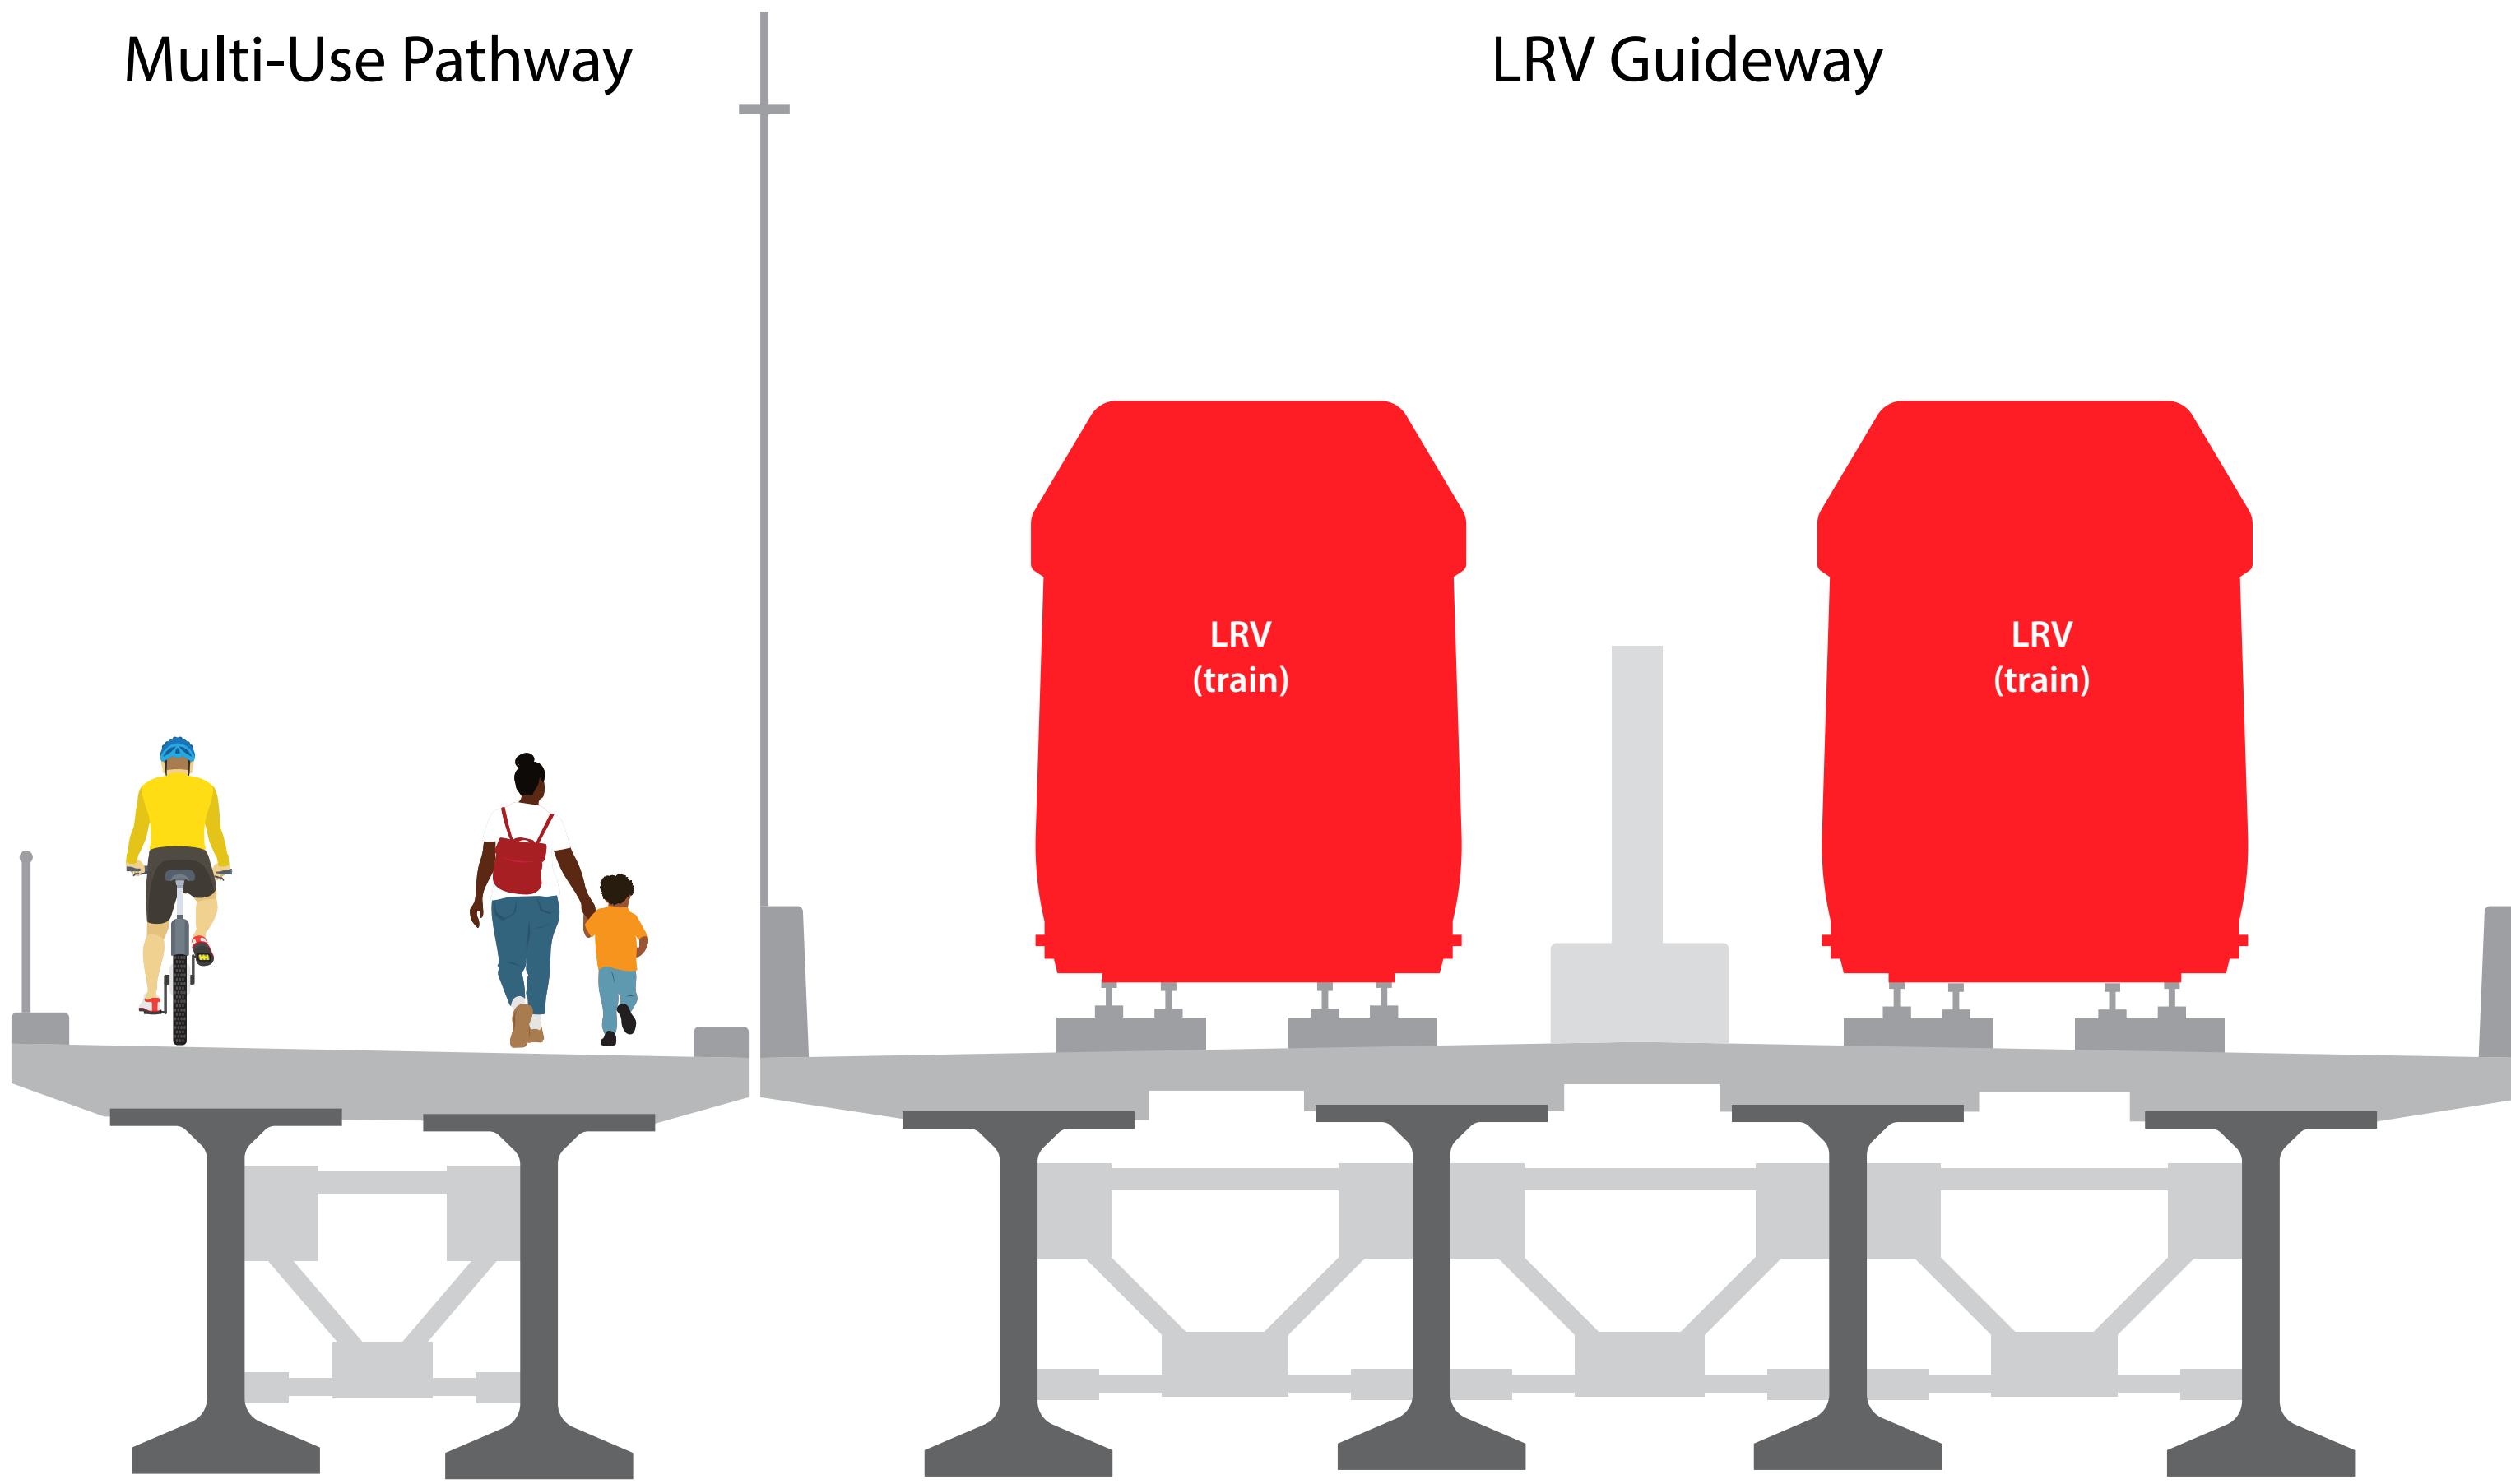 Multi-Use Pathway
LRV Guideway
LRV
(train)
LRV
(train)